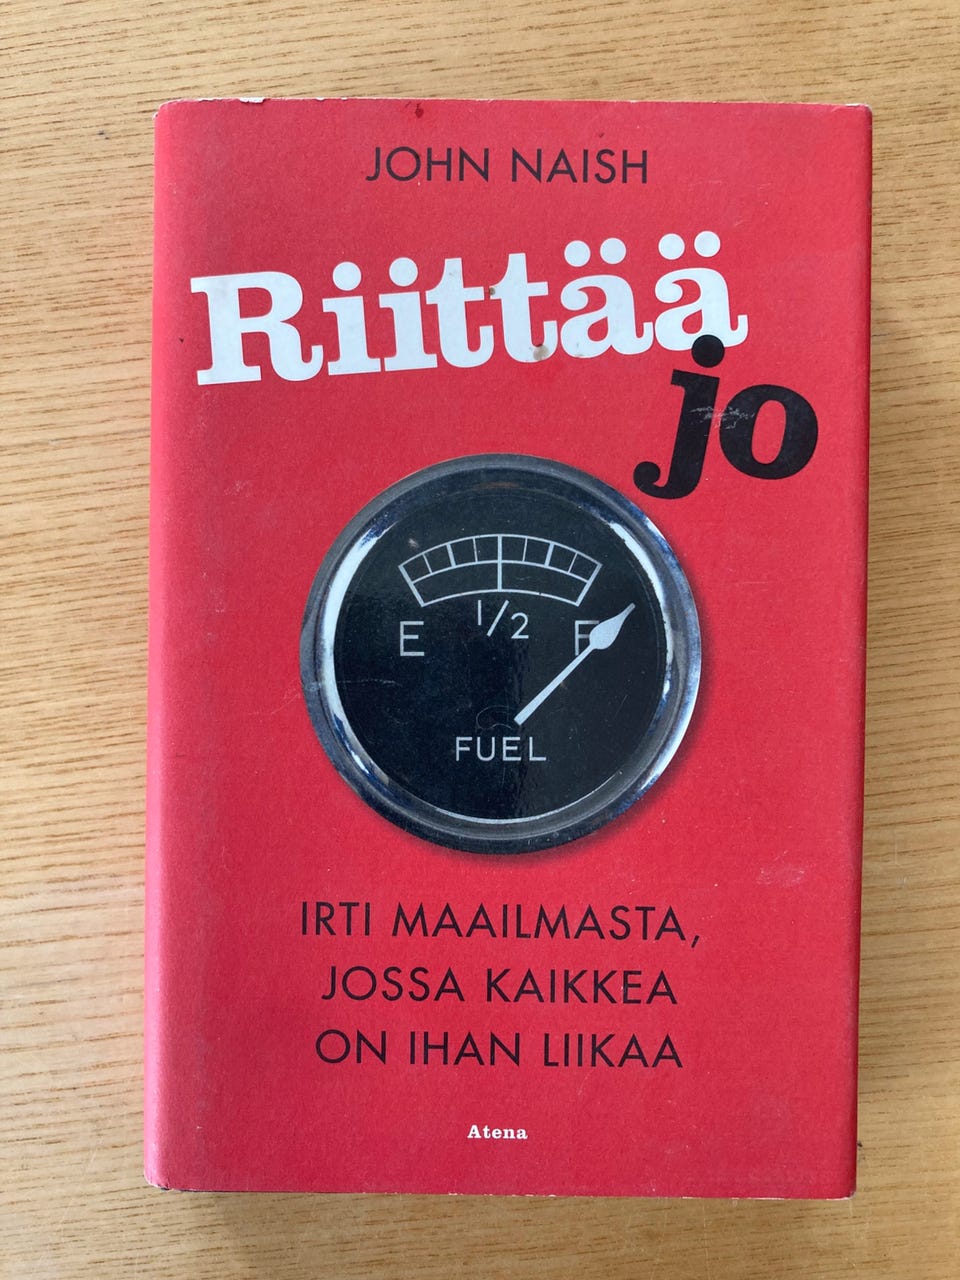 JOHN NAISH
Riittää
jo
1/2
E F
FUEL
IRTI MAAILMASTA,
JOSSA KAIKKEA
ON IHAN LIIKAA
Atena